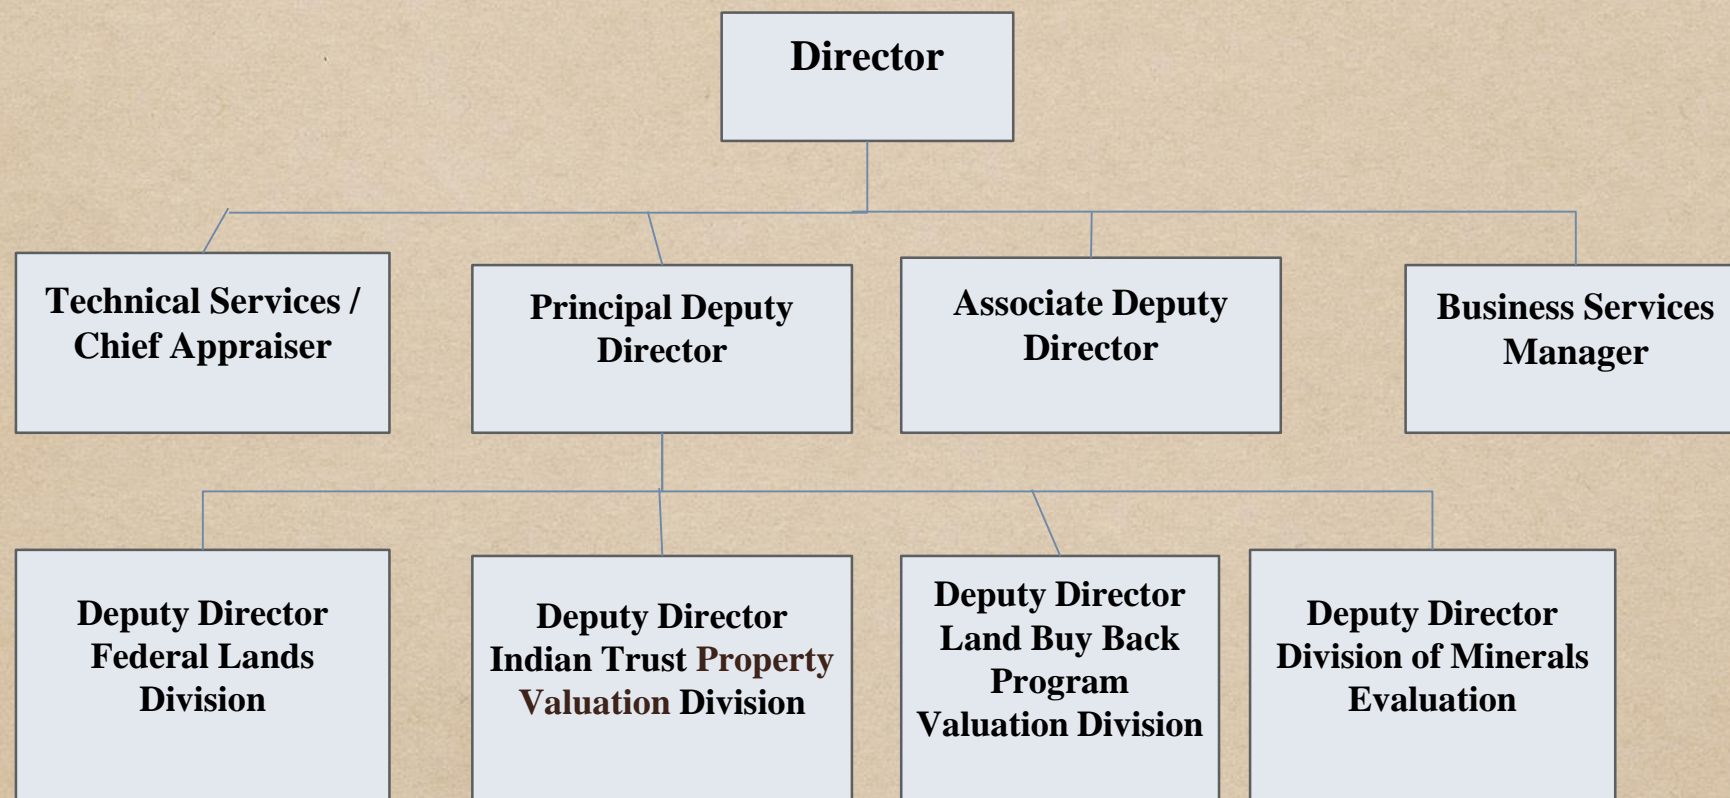 Director
Technical Services /
Chief Appraiser
Principal Deputy
Director
Associate Deputy
Director
Business Services
Manager
Deputy Director
Federal Lands
Division
Deputy Director
Indian Trust Property
Valuation Division
Deputy Director
Land Buy Back
Program
Valuation Division
Deputy Director
Division of Minerals
Evaluation